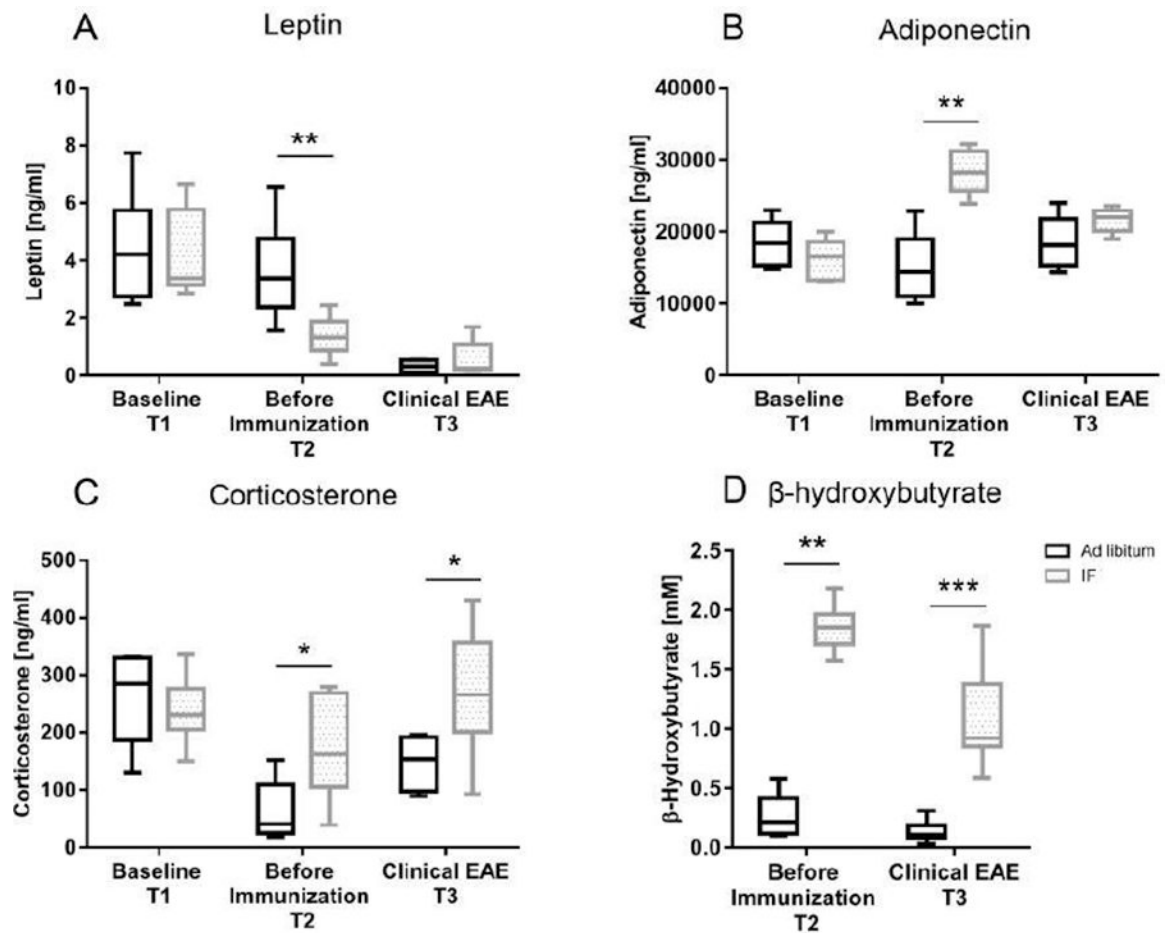 A Leptin
Leptin [ng/ml]
10
8
6
4
2
0
**
Baseline Before Clinical EAE
T1 Immunization T3
T2
B Adiponectin
Adiponectin [ng/ml]
40000
30000
20000
10000
0
**
Baseline Before Clinical EAE
T1 Immunization T3
T2
C Corticosterone
Corticosterone [ng/ml]
500
400
300
200
100
0
*
*
Baseline Before Clinical EAE
T1 Immunization T3
T2
D β-hydroxybutyrate
β-Hydroxybutyrate [mM]
2.5
2.0
1.5
1.0
0.5
0.0
**
***
Before Clinical EAE
Immunization T3
T2
Ad libitum
IF